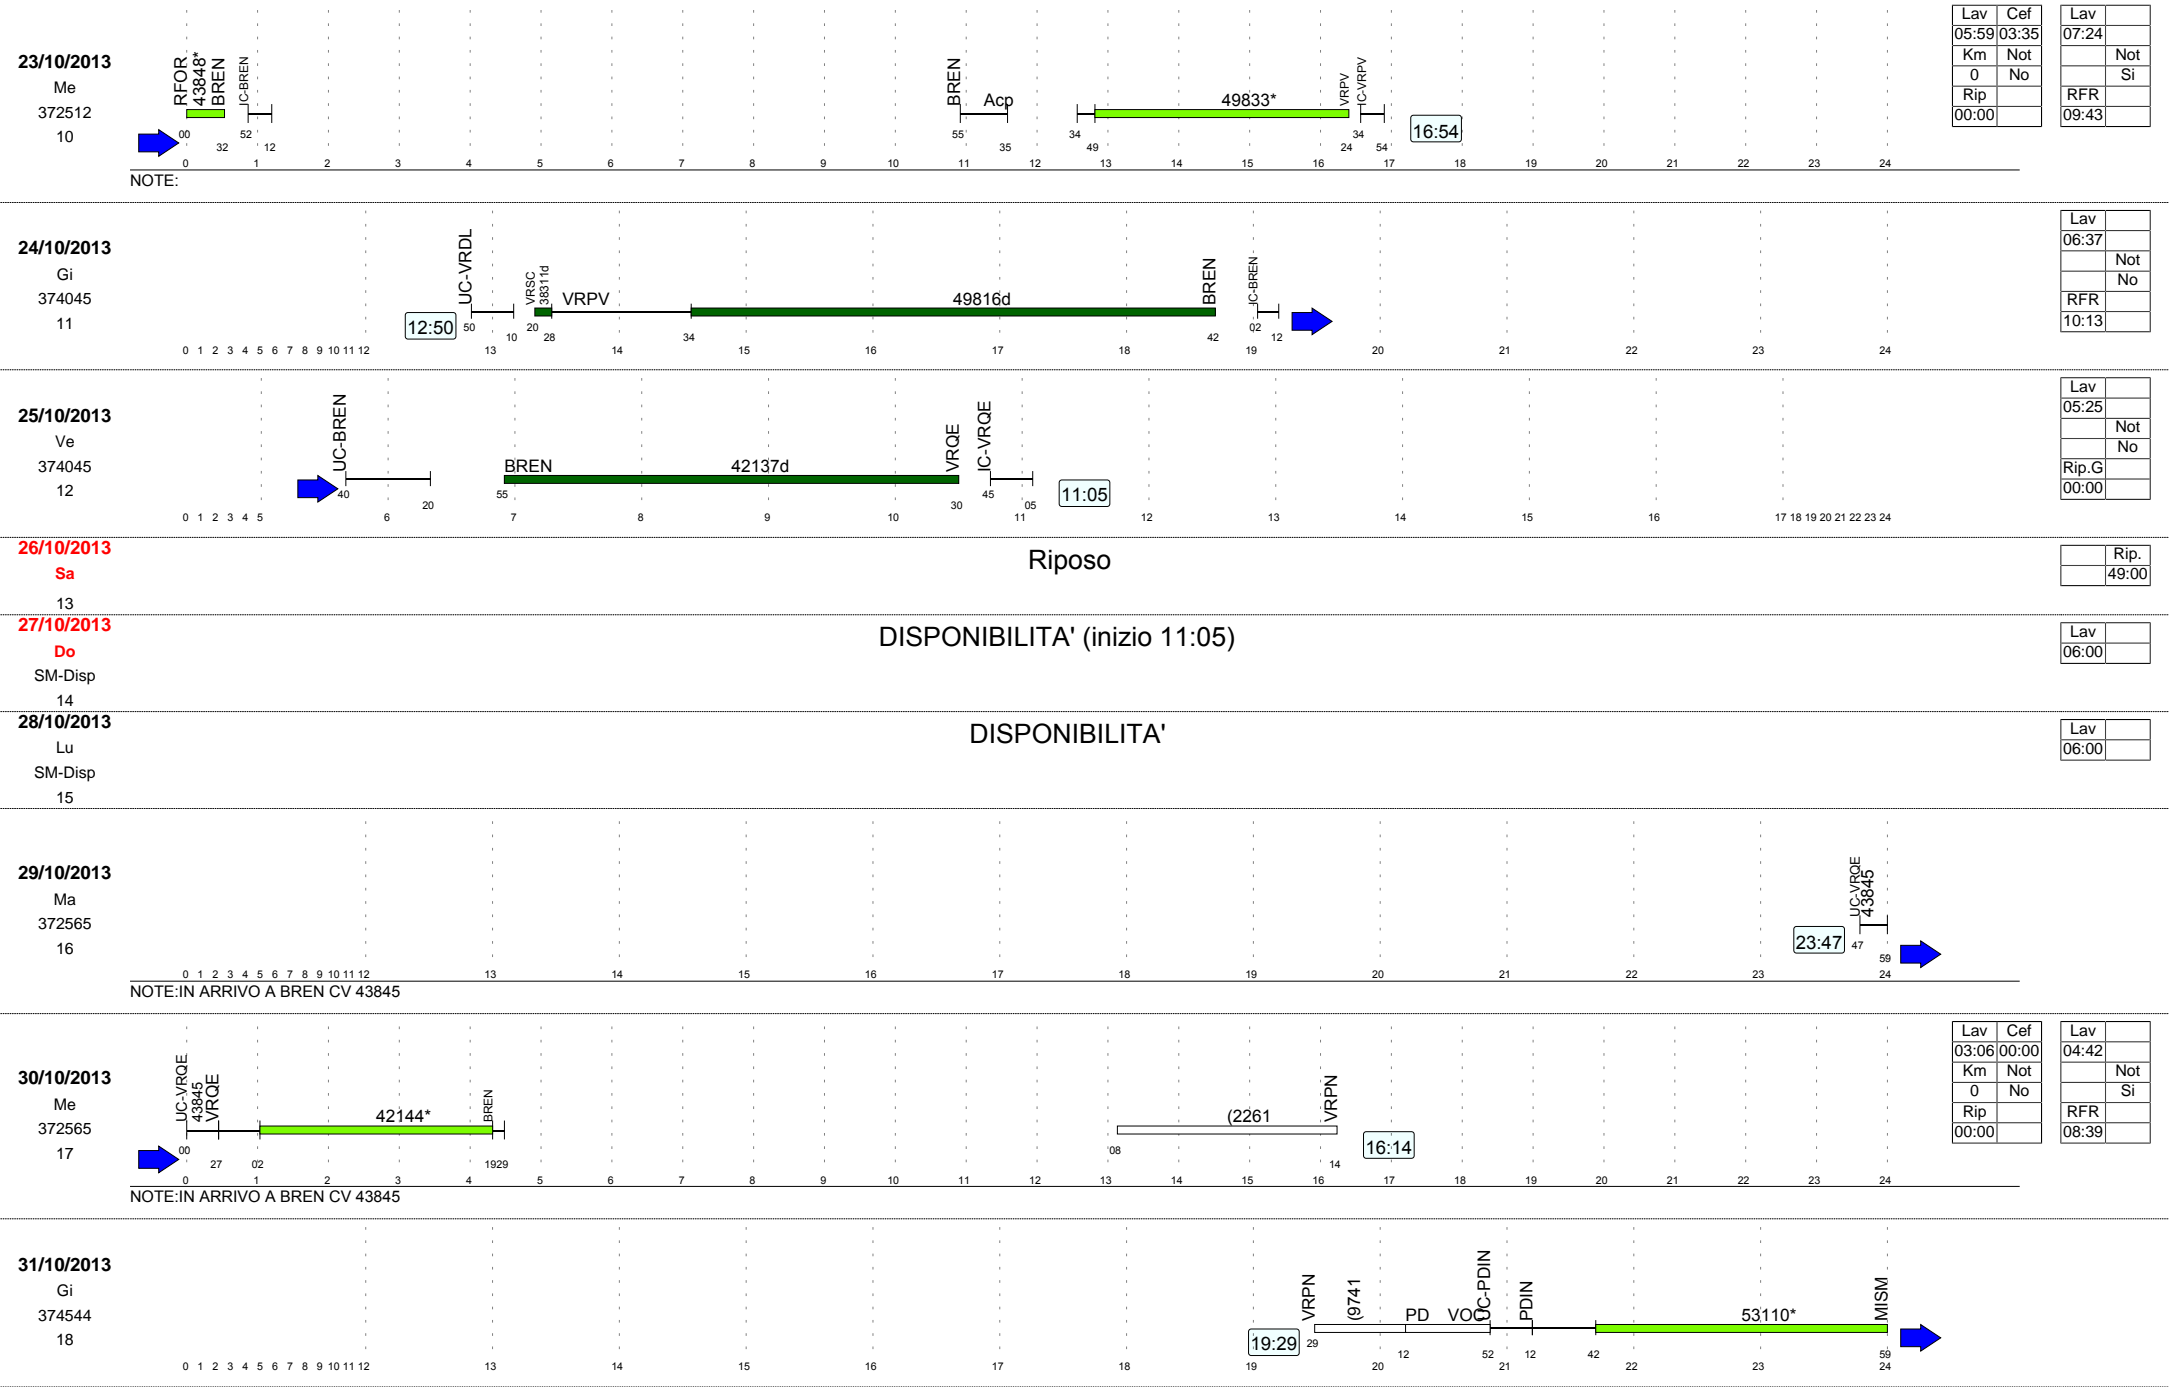 23/10/2013
Me
372512
10
RFOR
43848*
BREN
IC-BREN
00
32
52
12
BREN
Acp
55
35
34
49
49833*
VRPV
24
IC-VRPV
34
54
16:54
0 1 2 3 4 5 6 7 8 9 10 11 12 13 14 15 16 17 18 19 20 21 22 23 24
NOTE:
Lav Cef
05:59 03:35
Km Not
0 No
Rip
00:00
Lav
07:24
Not
Si
RFR
09:43
24/10/2013
Gi
374045
11
12:50
UC-VRDL
50
10
VRSC
38311d
20
28
VRPV
34
49816d
BREN
42
IC-BREN
02
12
0 1 2 3 4 5 6 7 8 9 10 11 12 13 14 15 16 17 18 19 20 21 22 23 24
Lav
06:37
Not
No
RFR
10:13
25/10/2013
Ve
374045
12
UC-BREN
40
20
BREN
55
42137d
VRQE
30
IC-VRQE
45
05
11:05
0 1 2 3 4 5 6 7 8 9 10 11 12 13 14 15 16 17 18 19 20 21 22 23 24
Lav
05:25
Not
No
Rip.G
00:00
26/10/2013
Sa
13
Riposo
Rip.
49:00
27/10/2013
Do
SM-Disp
14
DISPONIBILITA' (inizio 11:05)
Lav
06:00
28/10/2013
Lu
SM-Disp
15
DISPONIBILITA'
Lav
06:00
29/10/2013
Ma
372565
16
23:47
UC-VRQE
43845
47
59
0 1 2 3 4 5 6 7 8 9 10 11 12 13 14 15 16 17 18 19 20 21 22 23 24
NOTE:IN ARRIVO A BREN CV 43845
30/10/2013
Me
372565
17
UC-VRQE
43845
VRQE
00
27
02
42144*
BREN
1929
08
(2261
VRPN
14
16:14
0 1 2 3 4 5 6 7 8 9 10 11 12 13 14 15 16 17 18 19 20 21 22 23 24
NOTE:IN ARRIVO A BREN CV 43845
Lav Cef
03:06 00:00
Km Not
0 No
Rip
00:00
Lav
04:42
Not
Si
RFR
08:39
31/10/2013
Gi
374544
18
19:29
VRPN
29
(9741
12
PD
VOC
UC-PDIN
52
PDIN
12
42
53110*
MISM
59
0 1 2 3 4 5 6 7 8 9 10 11 12 13 14 15 16 17 18 19 20 21 22 23 24